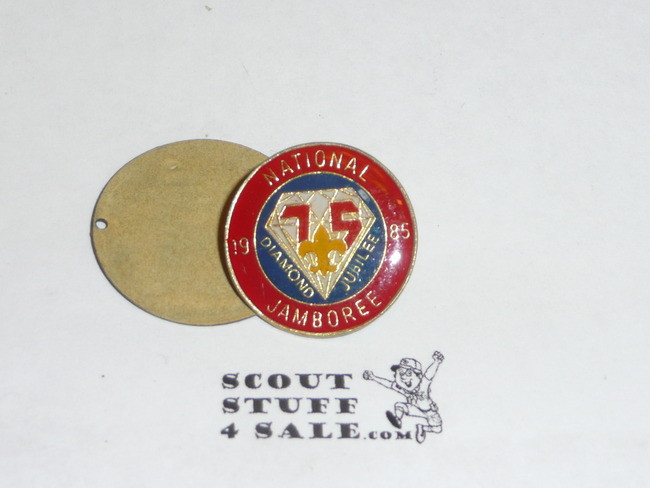 NATIONAL
75
19 85
DIAMOND JUBILEE
JAMBOREE
SCOUT
STUFF
4 SALE.com